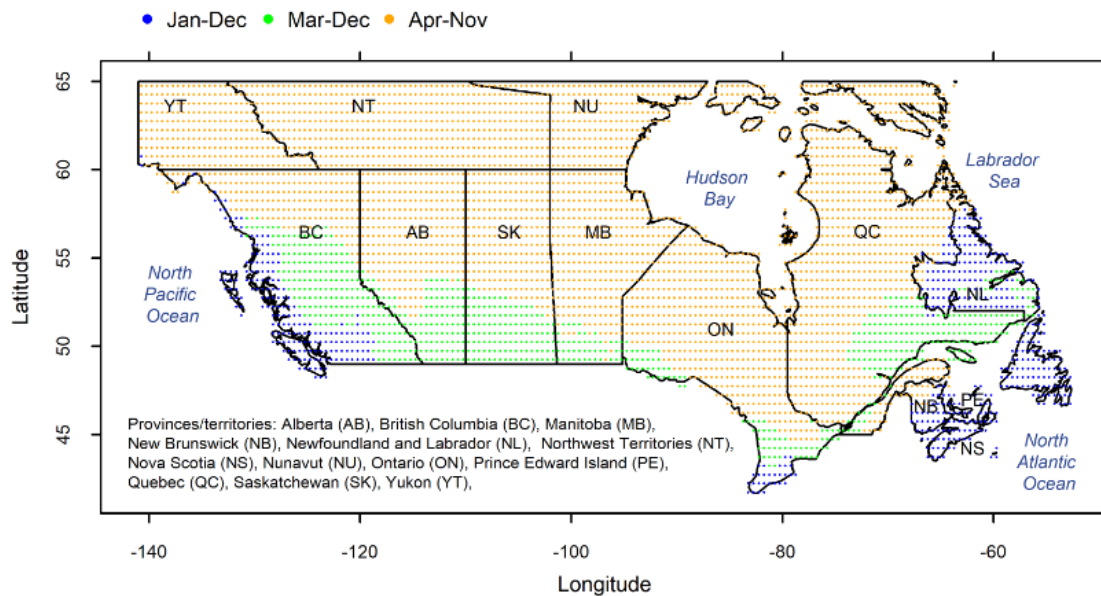 Jan-Dec Mar-Dec Apr-Nov
65
YT NT NU
60
Hudson
Bay
Labrador
Sea
BC AB SK MB QC
55
North
Pacific
Ocean
NL
Latitude
50
ON
NB PE
NS
45
Provinces/territories: Alberta (AB), British Columbia (BC), Manitoba (MB),
New Brunswick (NB), Newfoundland and Labrador (NL), Northwest Territories (NT),
Nova Scotia (NS), Nunavut (NU), Ontario (ON), Prince Edward Island (PE),
Quebec (QC), Saskatchewan (SK), Yukon (YT),
North
Atlantic
Ocean
-140 -120 -100 -80 -60
Longitude